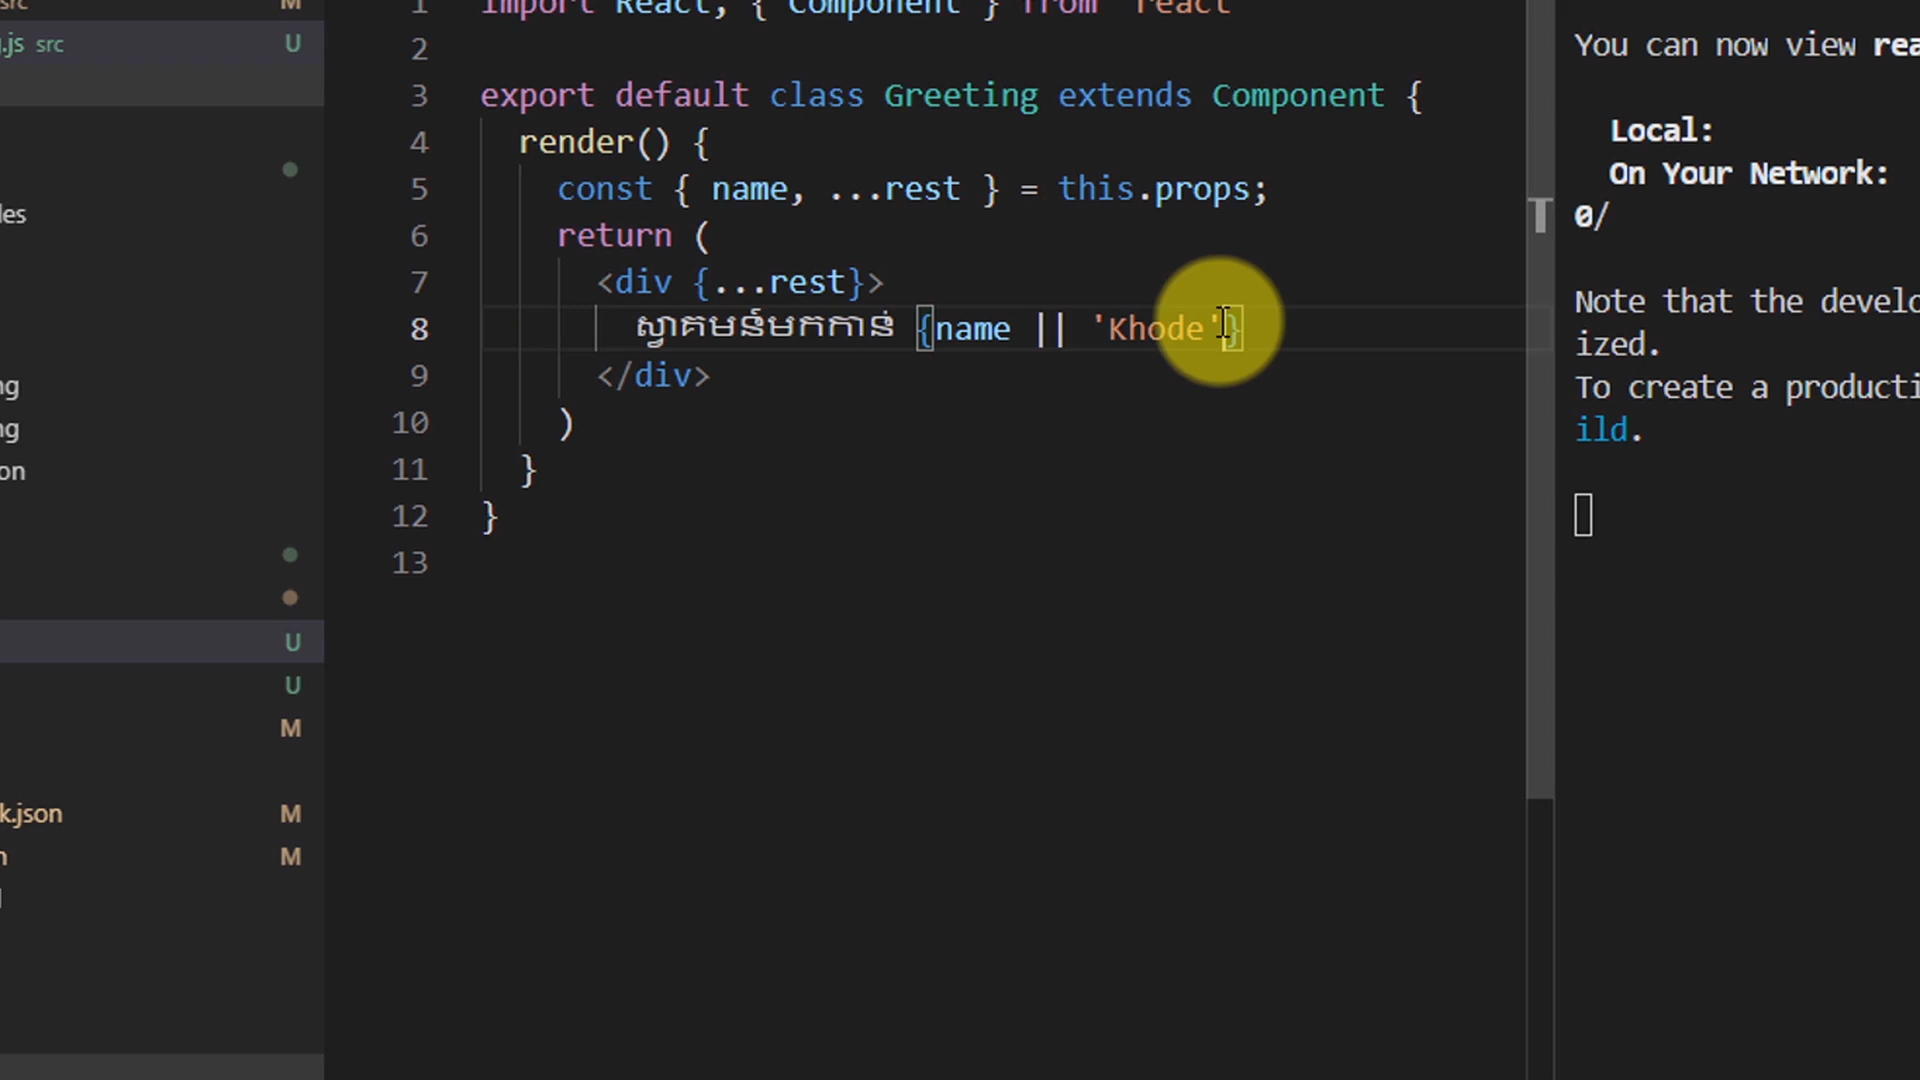 src M
.js src U
des
ng
ng
on
U
U
M
k.json M
M
1 import React, { Component } from 'react'
2
3 export default class Greeting extends Component {
4 render() {
5 const { name, ...rest } = this.props;
6 return (
7 <div {...rest}>
8 ស្វាគមន៍មកកាន់ {name || 'Khode'}
9 </div>
10 )
11 }
12 }
13
You can now view rea
Local:
On Your Network:
0/
Note that the develo
ized.
To create a producti
ild.